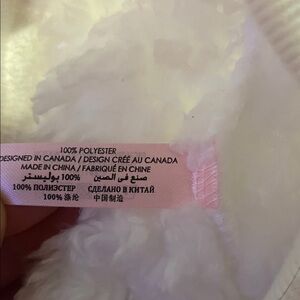 100% POLYESTER
DESIGNED IN CANADA / DESIGN CRÉÉ AU CANADA
MADE IN CHINA / FABRIQUÉ EN CHINE
صنع في الصين 100% بوليستر
100% ПОЛИЭСТЕР СДЕЛАНО В КИТАЙ
100% 涤纶 中国制造